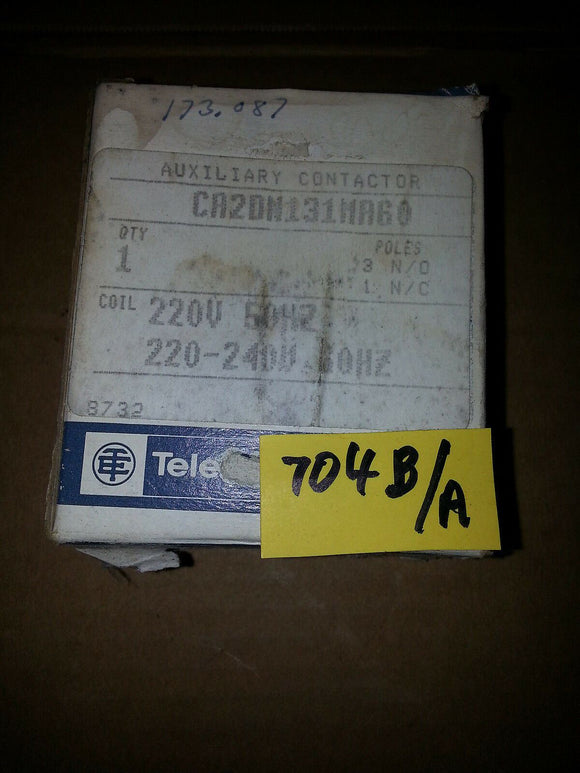 173.087
AUXILIARY CONTACTOR
CA2DN131MA60
QTY
1
POLES
3 N/O
1 N/C
COIL 220V 50HZ
220-240V 60HZ
8732
Tele
704B/A